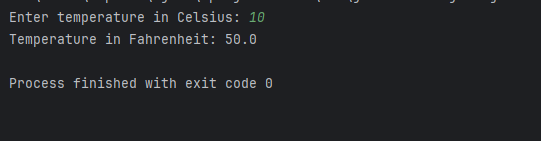 Enter temperature in Celsius: 10
Temperature in Fahrenheit: 50.0
Process finished with exit code 0